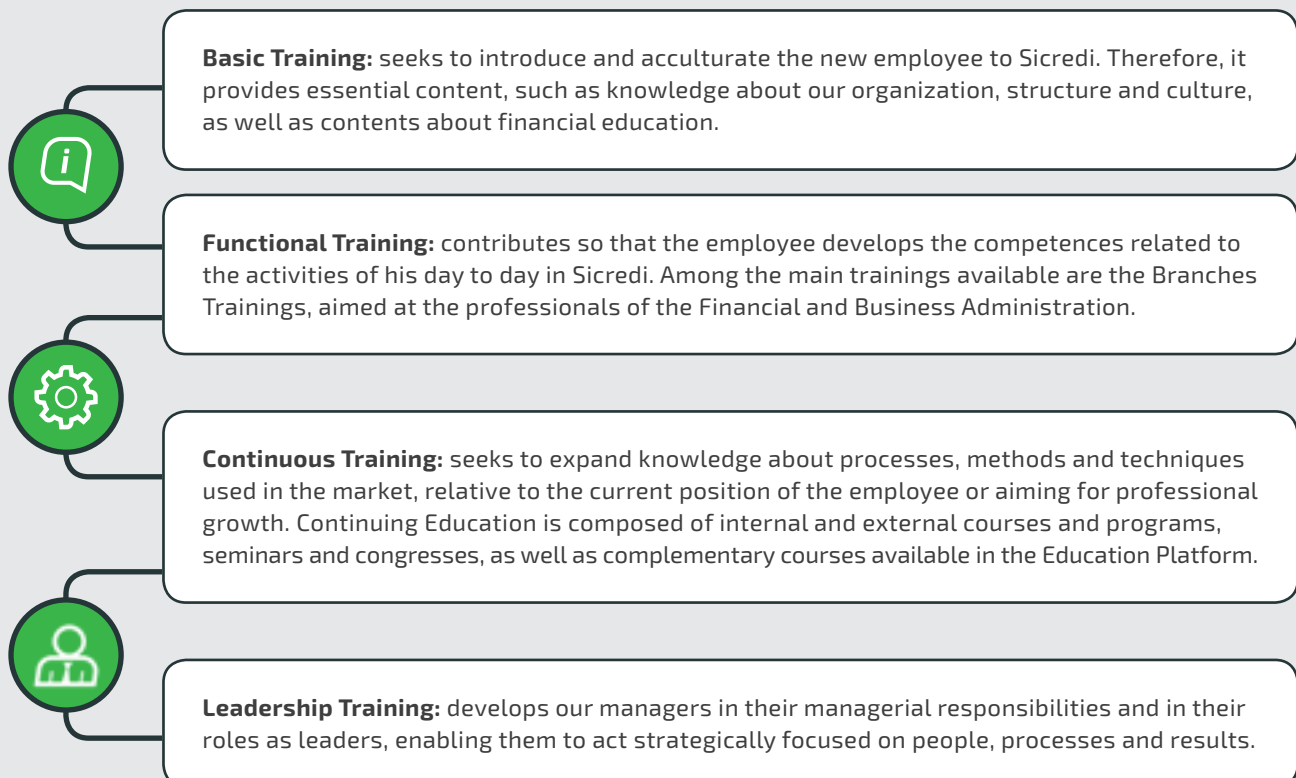 Basic Training: seeks to introduce and acculturate the new employee to Sicredi. Therefore, it
provides essential content, such as knowledge about our organization, structure and culture,
as well as contents about financial education.
i
Functional Training: contributes so that the employee develops the competences related to
the activities of his day to day in Sicredi. Among the main trainings available are the Branches
Trainings, aimed at the professionals of the Financial and Business Administration.
Continuous Training: seeks to expand knowledge about processes, methods and techniques
used in the market, relative to the current position of the employee or aiming for professional
growth. Continuing Education is composed of internal and external courses and programs,
seminars and congresses, as well as complementary courses available in the Education Platform.
Leadership Training: develops our managers in their managerial responsibilities and in their
roles as leaders, enabling them to act strategically focused on people, processes and results.